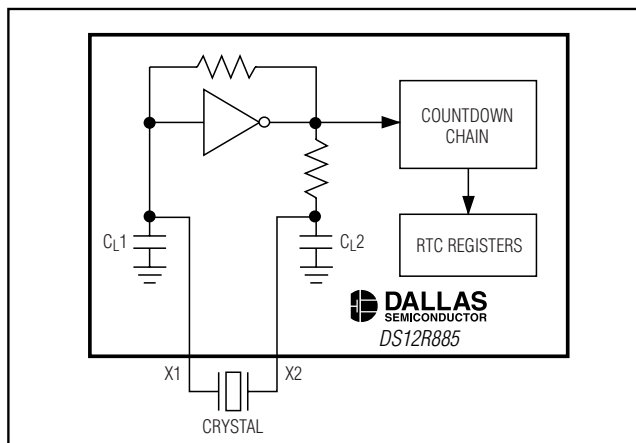 COUNTDOWN
CHAIN
CL1
CL2
RTC REGISTERS
DALLAS
SEMICONDUCTOR
DS12R885
X1
X2
CRYSTAL